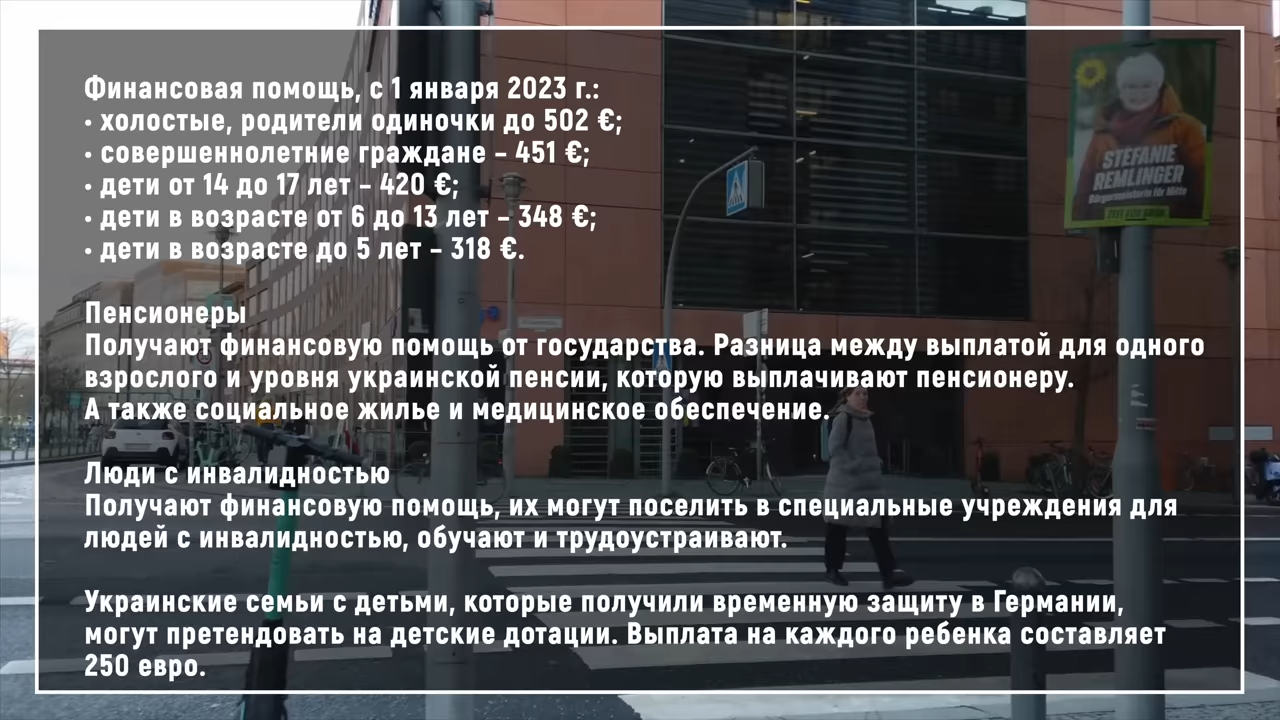 Финансовая помощь, с 1 января 2023 г.:
• холостые, родители одиночки до 502 €;
• совершеннолетние граждане – 451 €;
• дети от 14 до 17 лет – 420 €;
• дети в возрасте от 6 до 13 лет – 348 €;
• дети в возрасте до 5 лет – 318 €.
Пенсионеры
Получают финансовую помощь от государства. Разница между выплатой для одного
взрослого и уровня украинской пенсии, которую выплачивают пенсионеру.
А также социальное жилье и медицинское обеспечение.
Люди с инвалидностью
Получают финансовую помощь, их могут поселить в специальные учреждения для
людей с инвалидностью, обучают и трудоустраивают.
Украинские семьи с детьми, которые получили временную защиту в Германии,
могут претендовать на детские дотации. Выплата на каждого ребенка составляет
250 евро.
STEFANIE
REMLINGER
Bürgermeisterin für Mitte